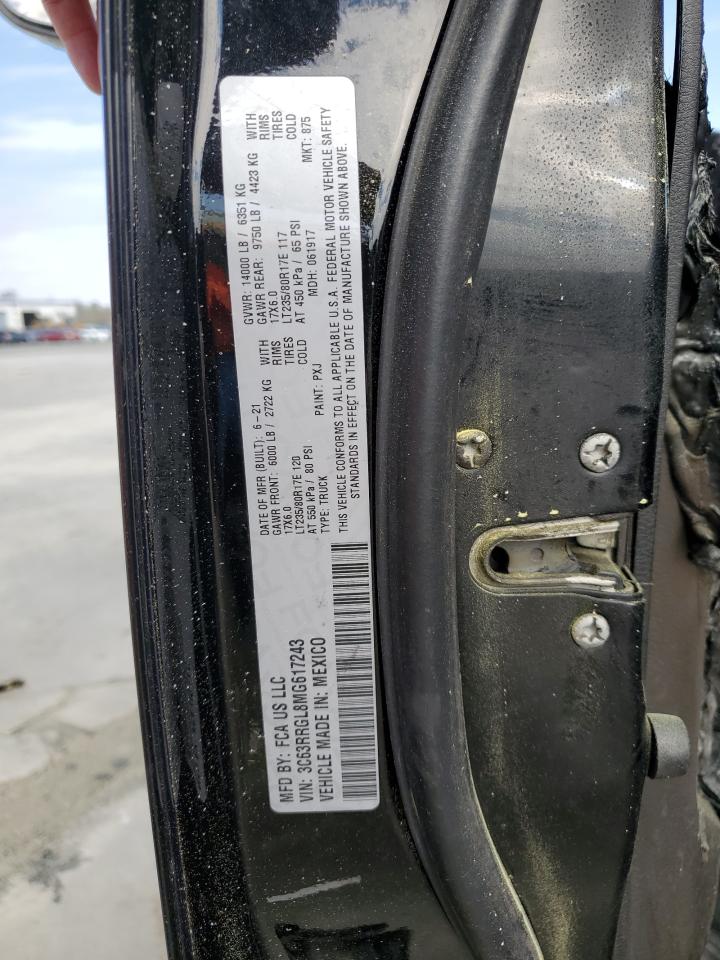 MFD BY: FCA US LLC
VIN: 3C63RRGL8MG617243
VEHICLE MADE IN: MEXICO
DATE OF MFR (BUILT): 6-21 GVWR: 14000 LB / 6351 KG
GAWR FRONT: 6000 LB / 2722 KG WITH GAWR REAR: 9750 LB / 4423 KG WITH
17X6.0 RIMS 17X6.0 RIMS
LT235/80R17E 120 TIRES LT235/80R17E 117 TIRES
AT 550 kPa / 80 PSI COLD AT 450 kPa / 65 PSI COLD
TYPE: TRUCK PAINT: PXJ MDH: 061917 MKT: 875
THIS VEHICLE CONFORMS TO ALL APPLICABLE U.S.A. FEDERAL MOTOR VEHICLE SAFETY
STANDARDS IN EFFECT ON THE DATE OF MANUFACTURE SHOWN ABOVE.